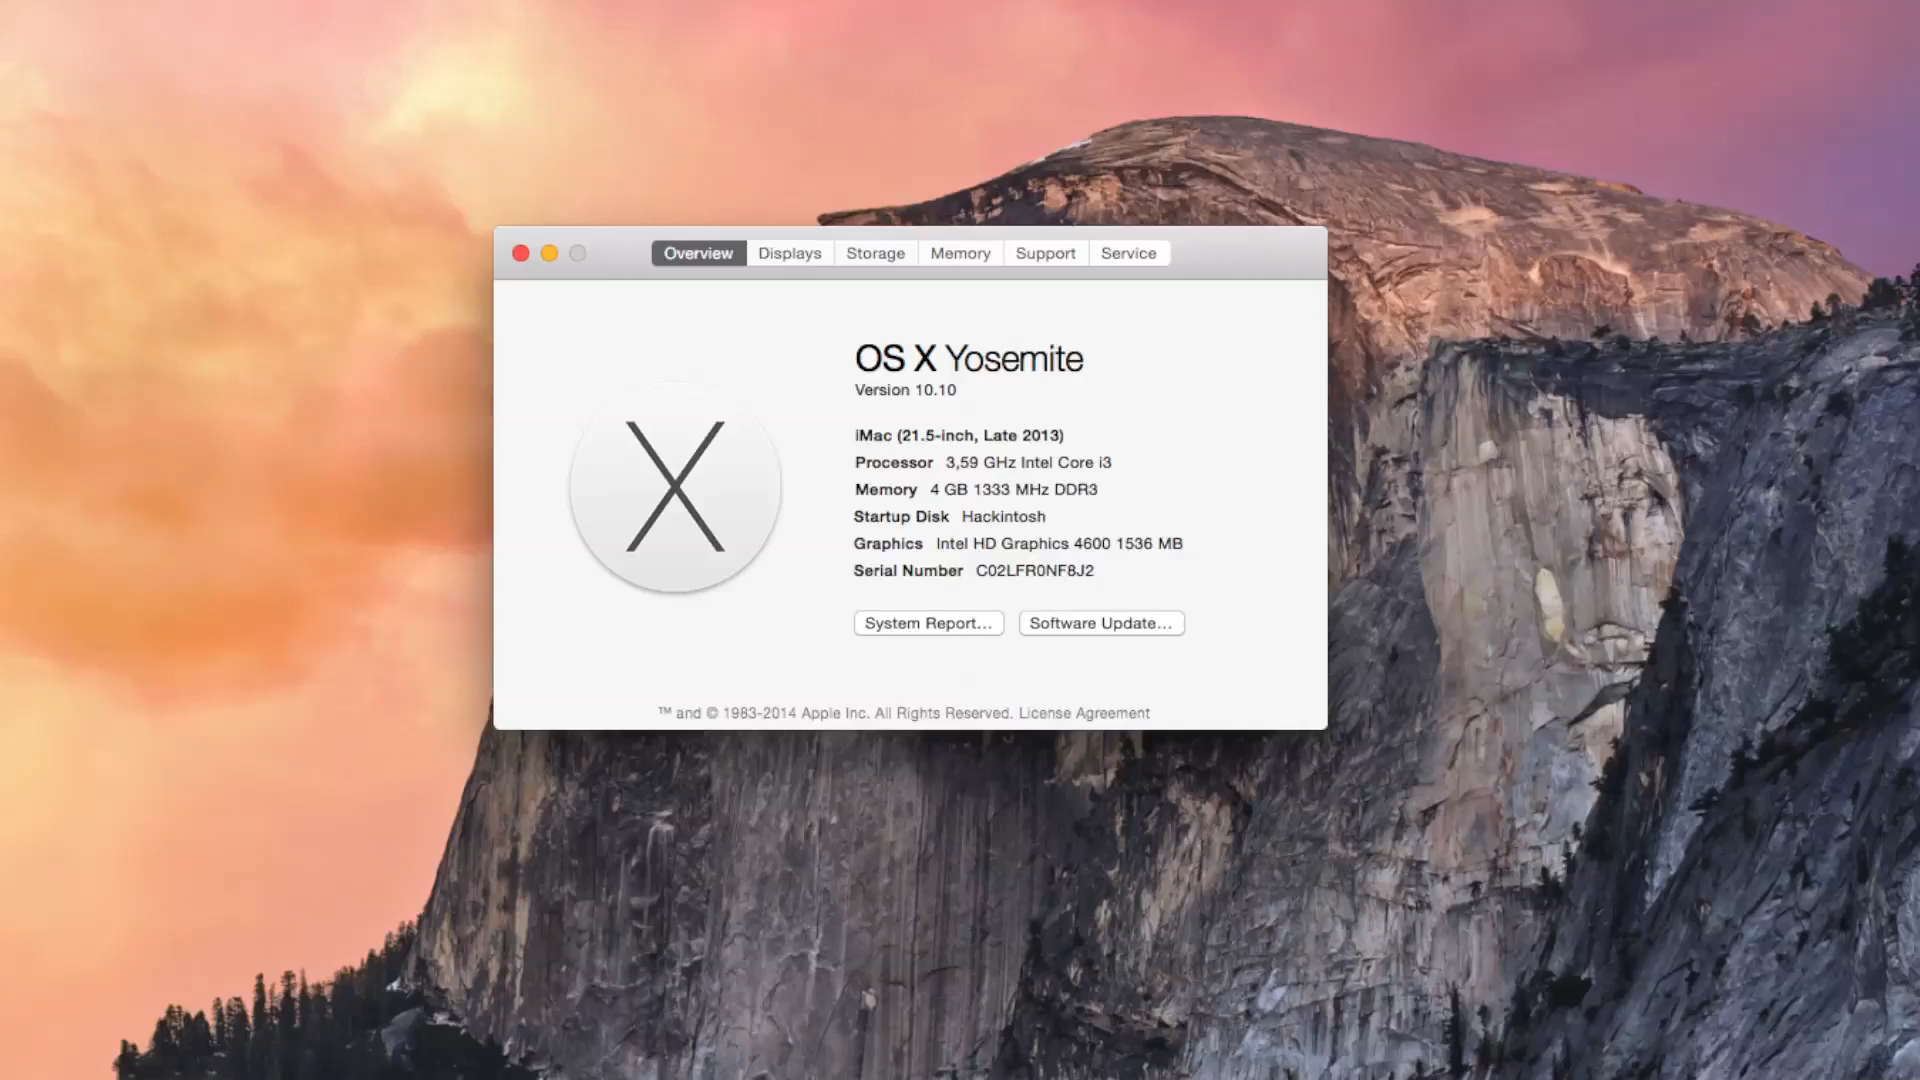 Overview Displays Storage Memory Support Service
OS X Yosemite
Version 10.10
iMac (21.5-inch, Late 2013)
Processor 3,59 GHz Intel Core i3
Memory 4 GB 1333 MHz DDR3
Startup Disk Hackintosh
Graphics Intel HD Graphics 4600 1536 MB
Serial Number C02LFR0NF8J2
System Report... Software Update...
™ and © 1983-2014 Apple Inc. All Rights Reserved. License Agreement